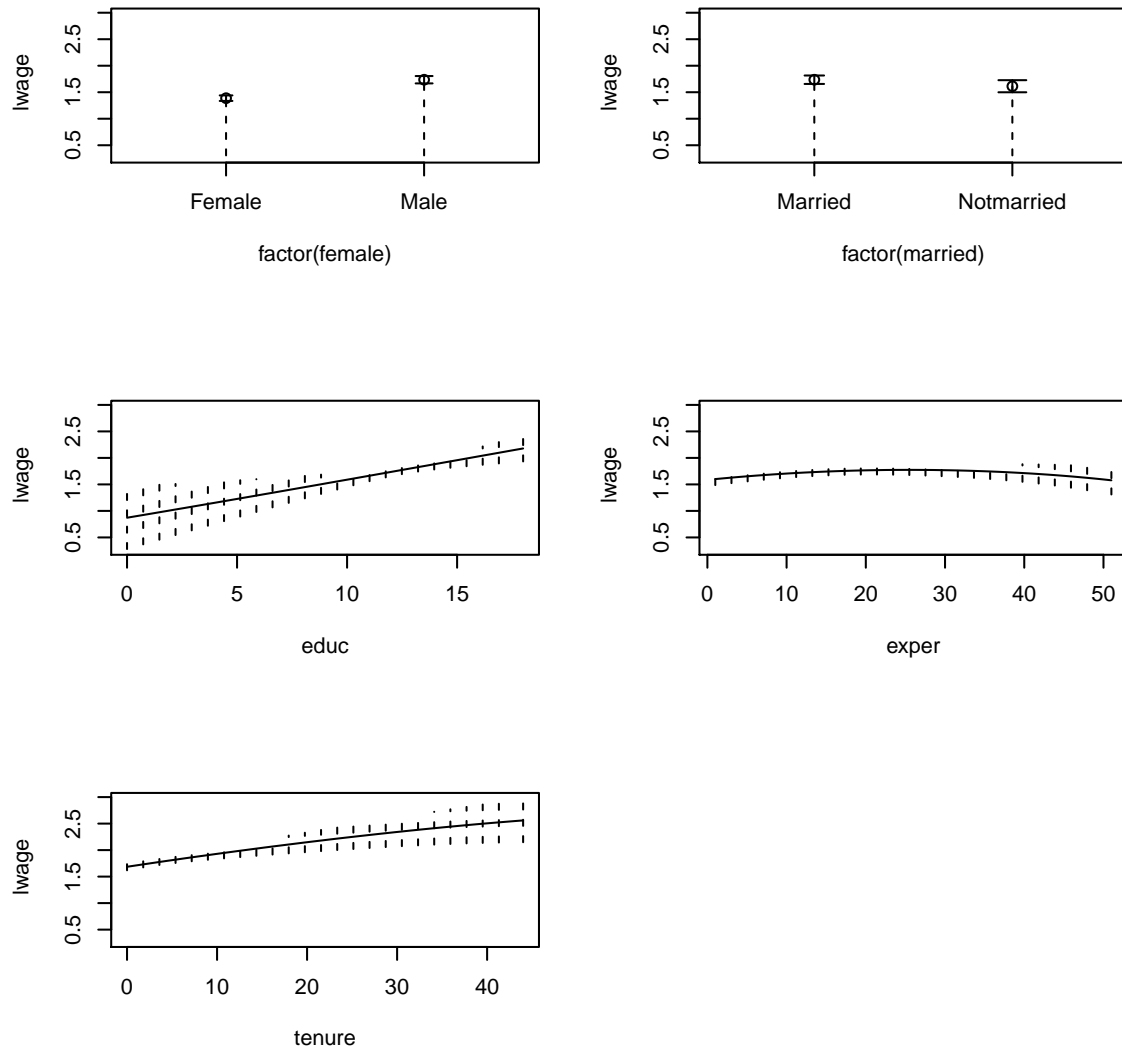 lwage
0.5 1.5 2.5
Female Male
factor(female)
lwage
0.5 1.5 2.5
Married Notmarried
factor(married)
lwage
0.5 1.5 2.5
0 5 10 15
educ
lwage
0.5 1.5 2.5
0 10 20 30 40 50
exper
lwage
0.5 1.5 2.5
0 10 20 30 40
tenure